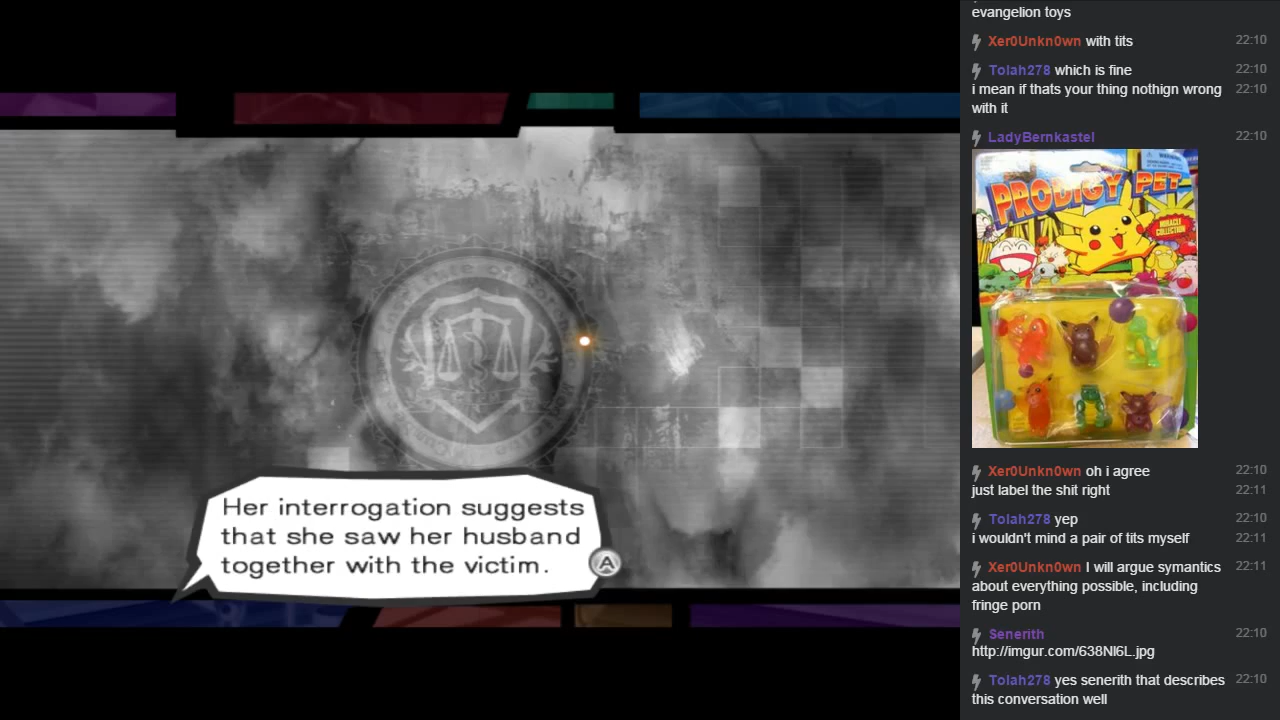 Her interrogation suggests
that she saw her husband
together with the victim.
A
evangelion toys
Xer0Unkn0wn with tits 22:10
Tolah278 which is fine 22:10
i mean if thats your thing nothign wrong 22:10
with it
LadyBernkastel 22:10
WARNING
PRODIGY PET
MIRACLE
COLLECTION
Xer0Unkn0wn oh i agree 22:10
just label the shit right 22:11
Tolah278 yep 22:10
i wouldn't mind a pair of tits myself 22:11
Xer0Unkn0wn I will argue symantics 22:11
about everything possible, including
fringe porn
Senerith 22:10
http://imgur.com/638Nl6L.jpg
Tolah278 yes senerith that describes 22:10
this conversation well